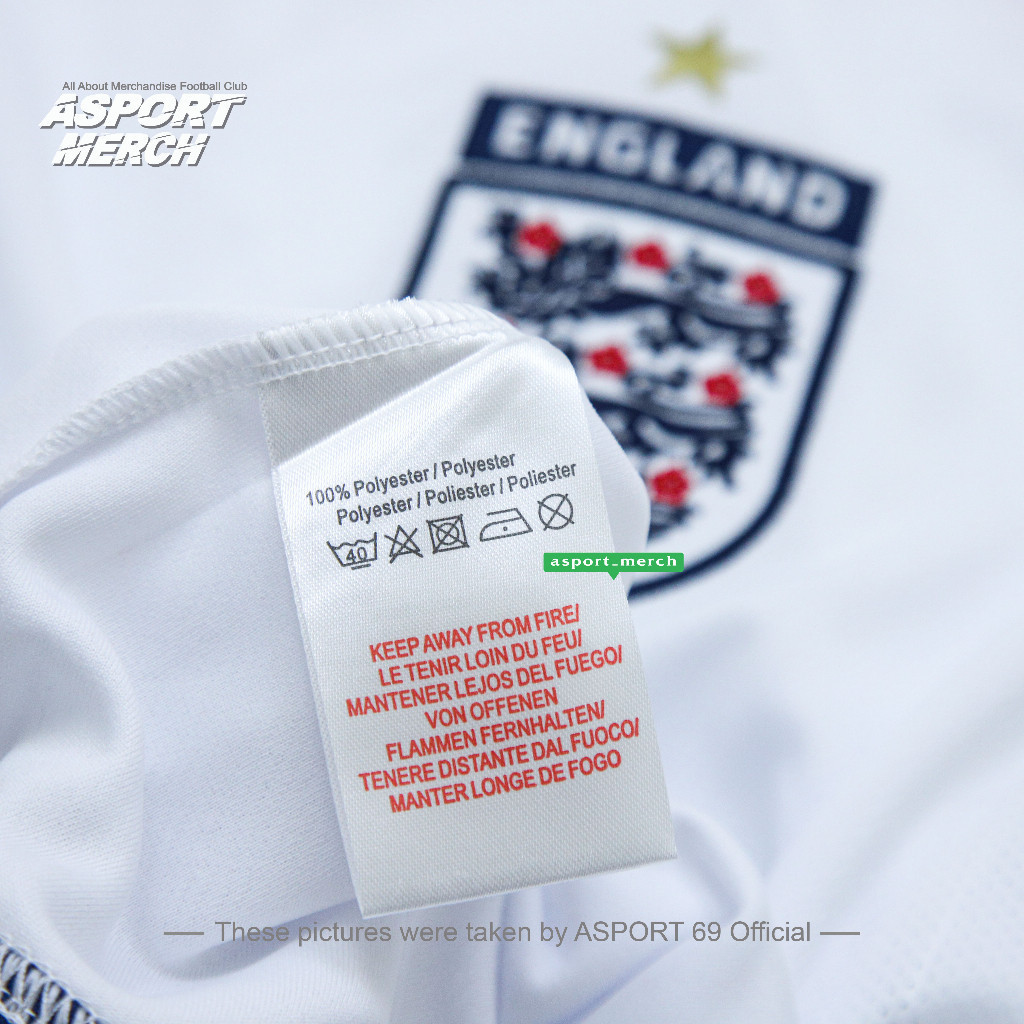 All About Merchandise Football Club
ASPORT
MERCH
ENGLAND
100% Polyester / Polyester
Polyester / Poliester / Poliester
40
asport_merch
KEEP AWAY FROM FIRE/
LE TENIR LOIN DU FEU/
MANTENER LEJOS DEL FUEGO/
VON OFFENEN
FLAMMEN FERNHALTEN/
TENERE DISTANTE DAL FUOCO/
MANTER LONGE DE FOGO
These pictures were taken by ASPORT 69 Official